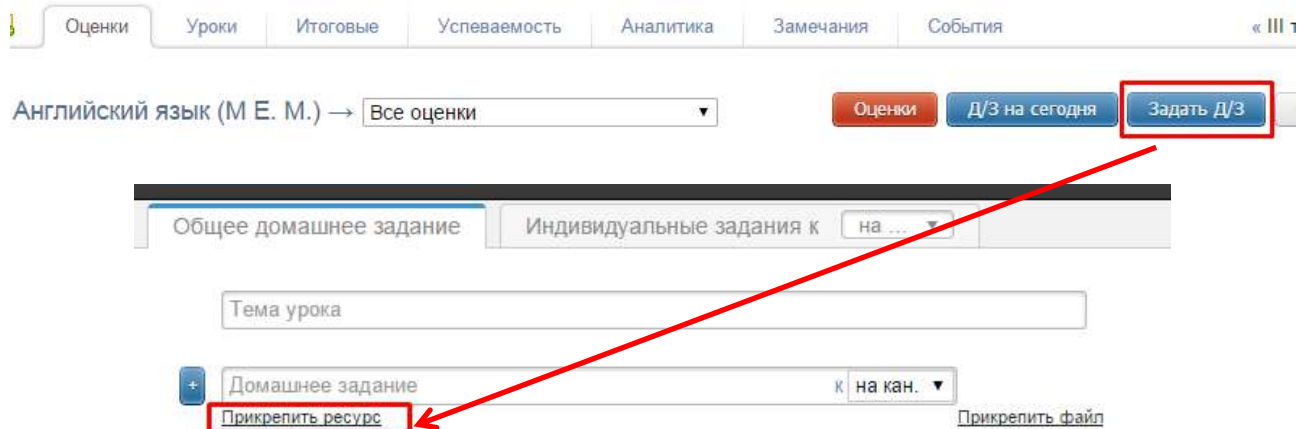 Оценки Уроки Итоговые Успеваемость Аналитика Замечания События « III
Английский язык (М Е. М.) → Все оценки Оценки Д/З на сегодня Задать Д/З
Общее домашнее задание Индивидуальные задания к на ...
Тема урока
+ Домашнее задание к на кан.
Прикрепить ресурс Прикрепить файл